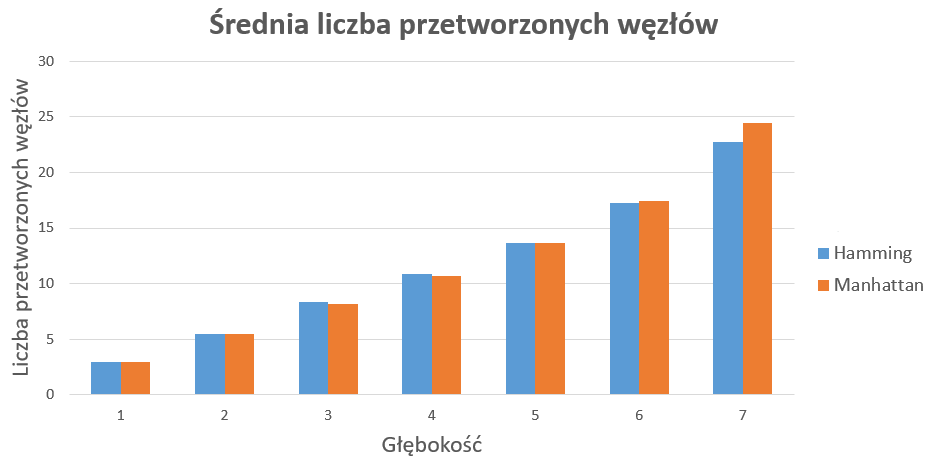 Średnia liczba przetworzonych węzłów
Liczba przetworzonych węzłów
30
25
20
15
10
5
0
1 2 3 4 5 6 7
Głębokość
Hamming
Manhattan